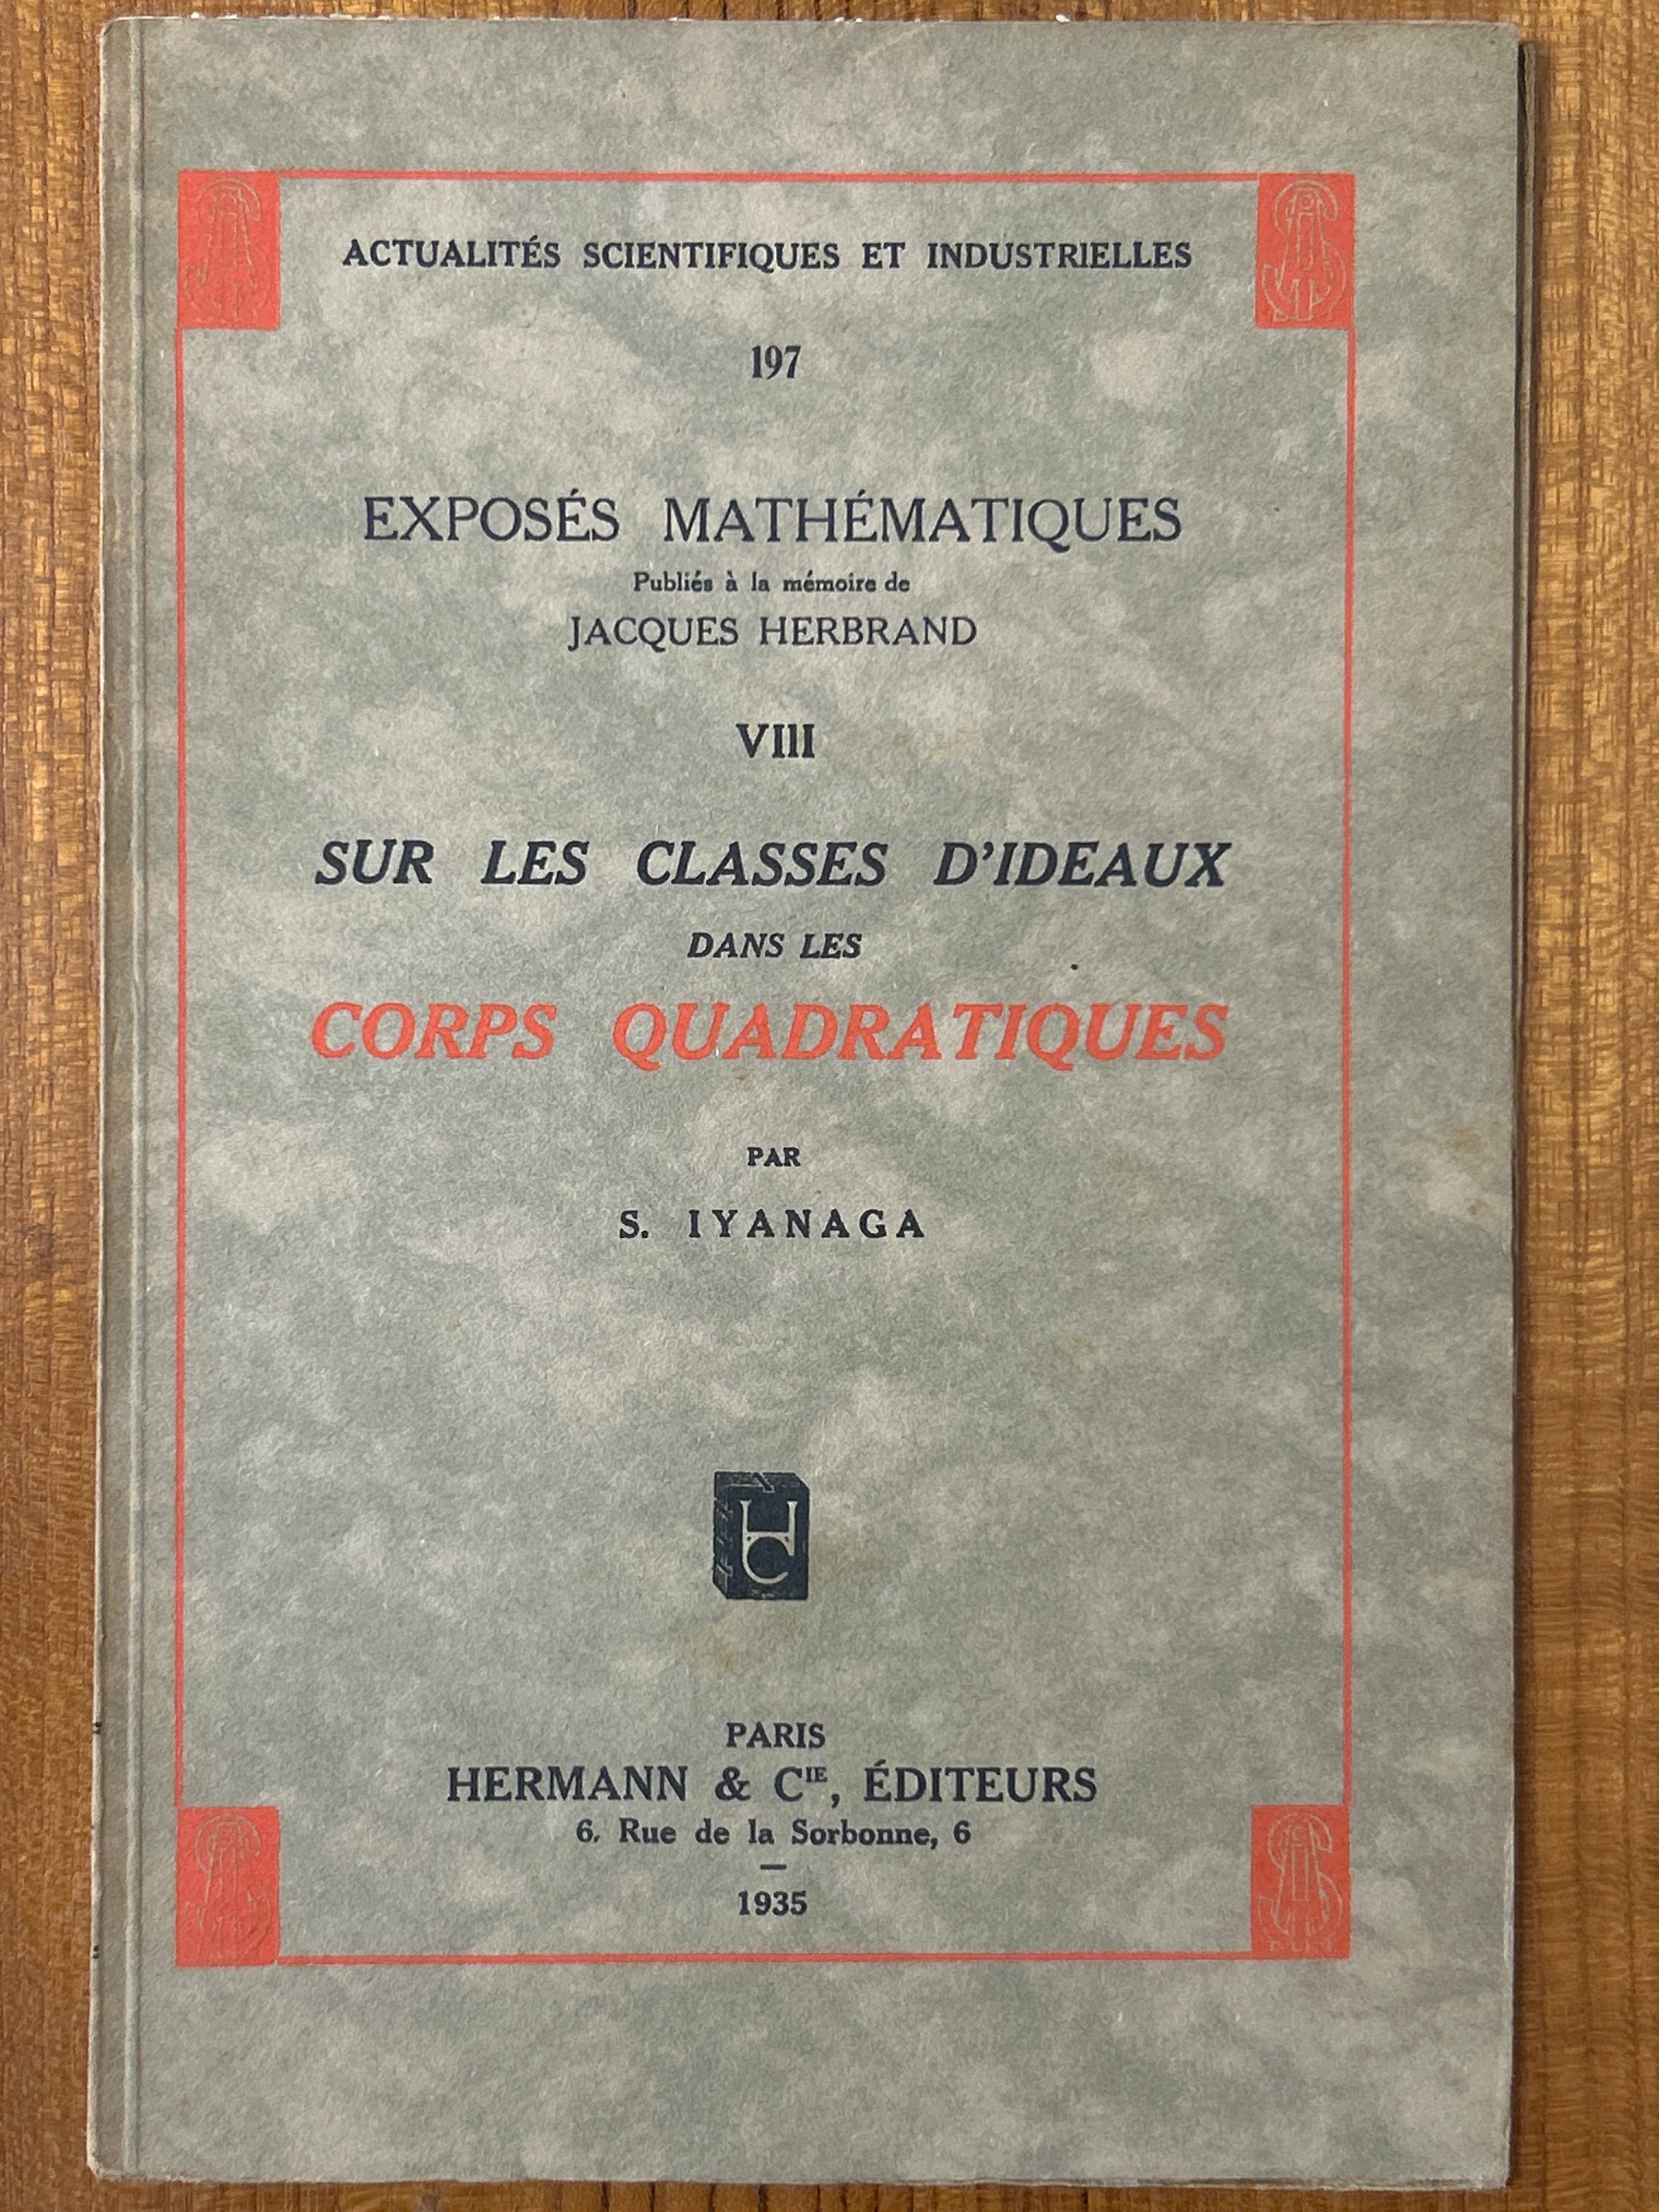 ACTUALITÉS SCIENTIFIQUES ET INDUSTRIELLES
197
EXPOSÉS MATHÉMATIQUES
Publiés à la mémoire de
JACQUES HERBRAND
VIII
SUR LES CLASSES D'IDEAUX
DANS LES
CORPS QUADRATIQUES
PAR
S. IYANAGA
HC
PARIS
HERMANN & CIE, ÉDITEURS
6, Rue de la Sorbonne, 6
1935